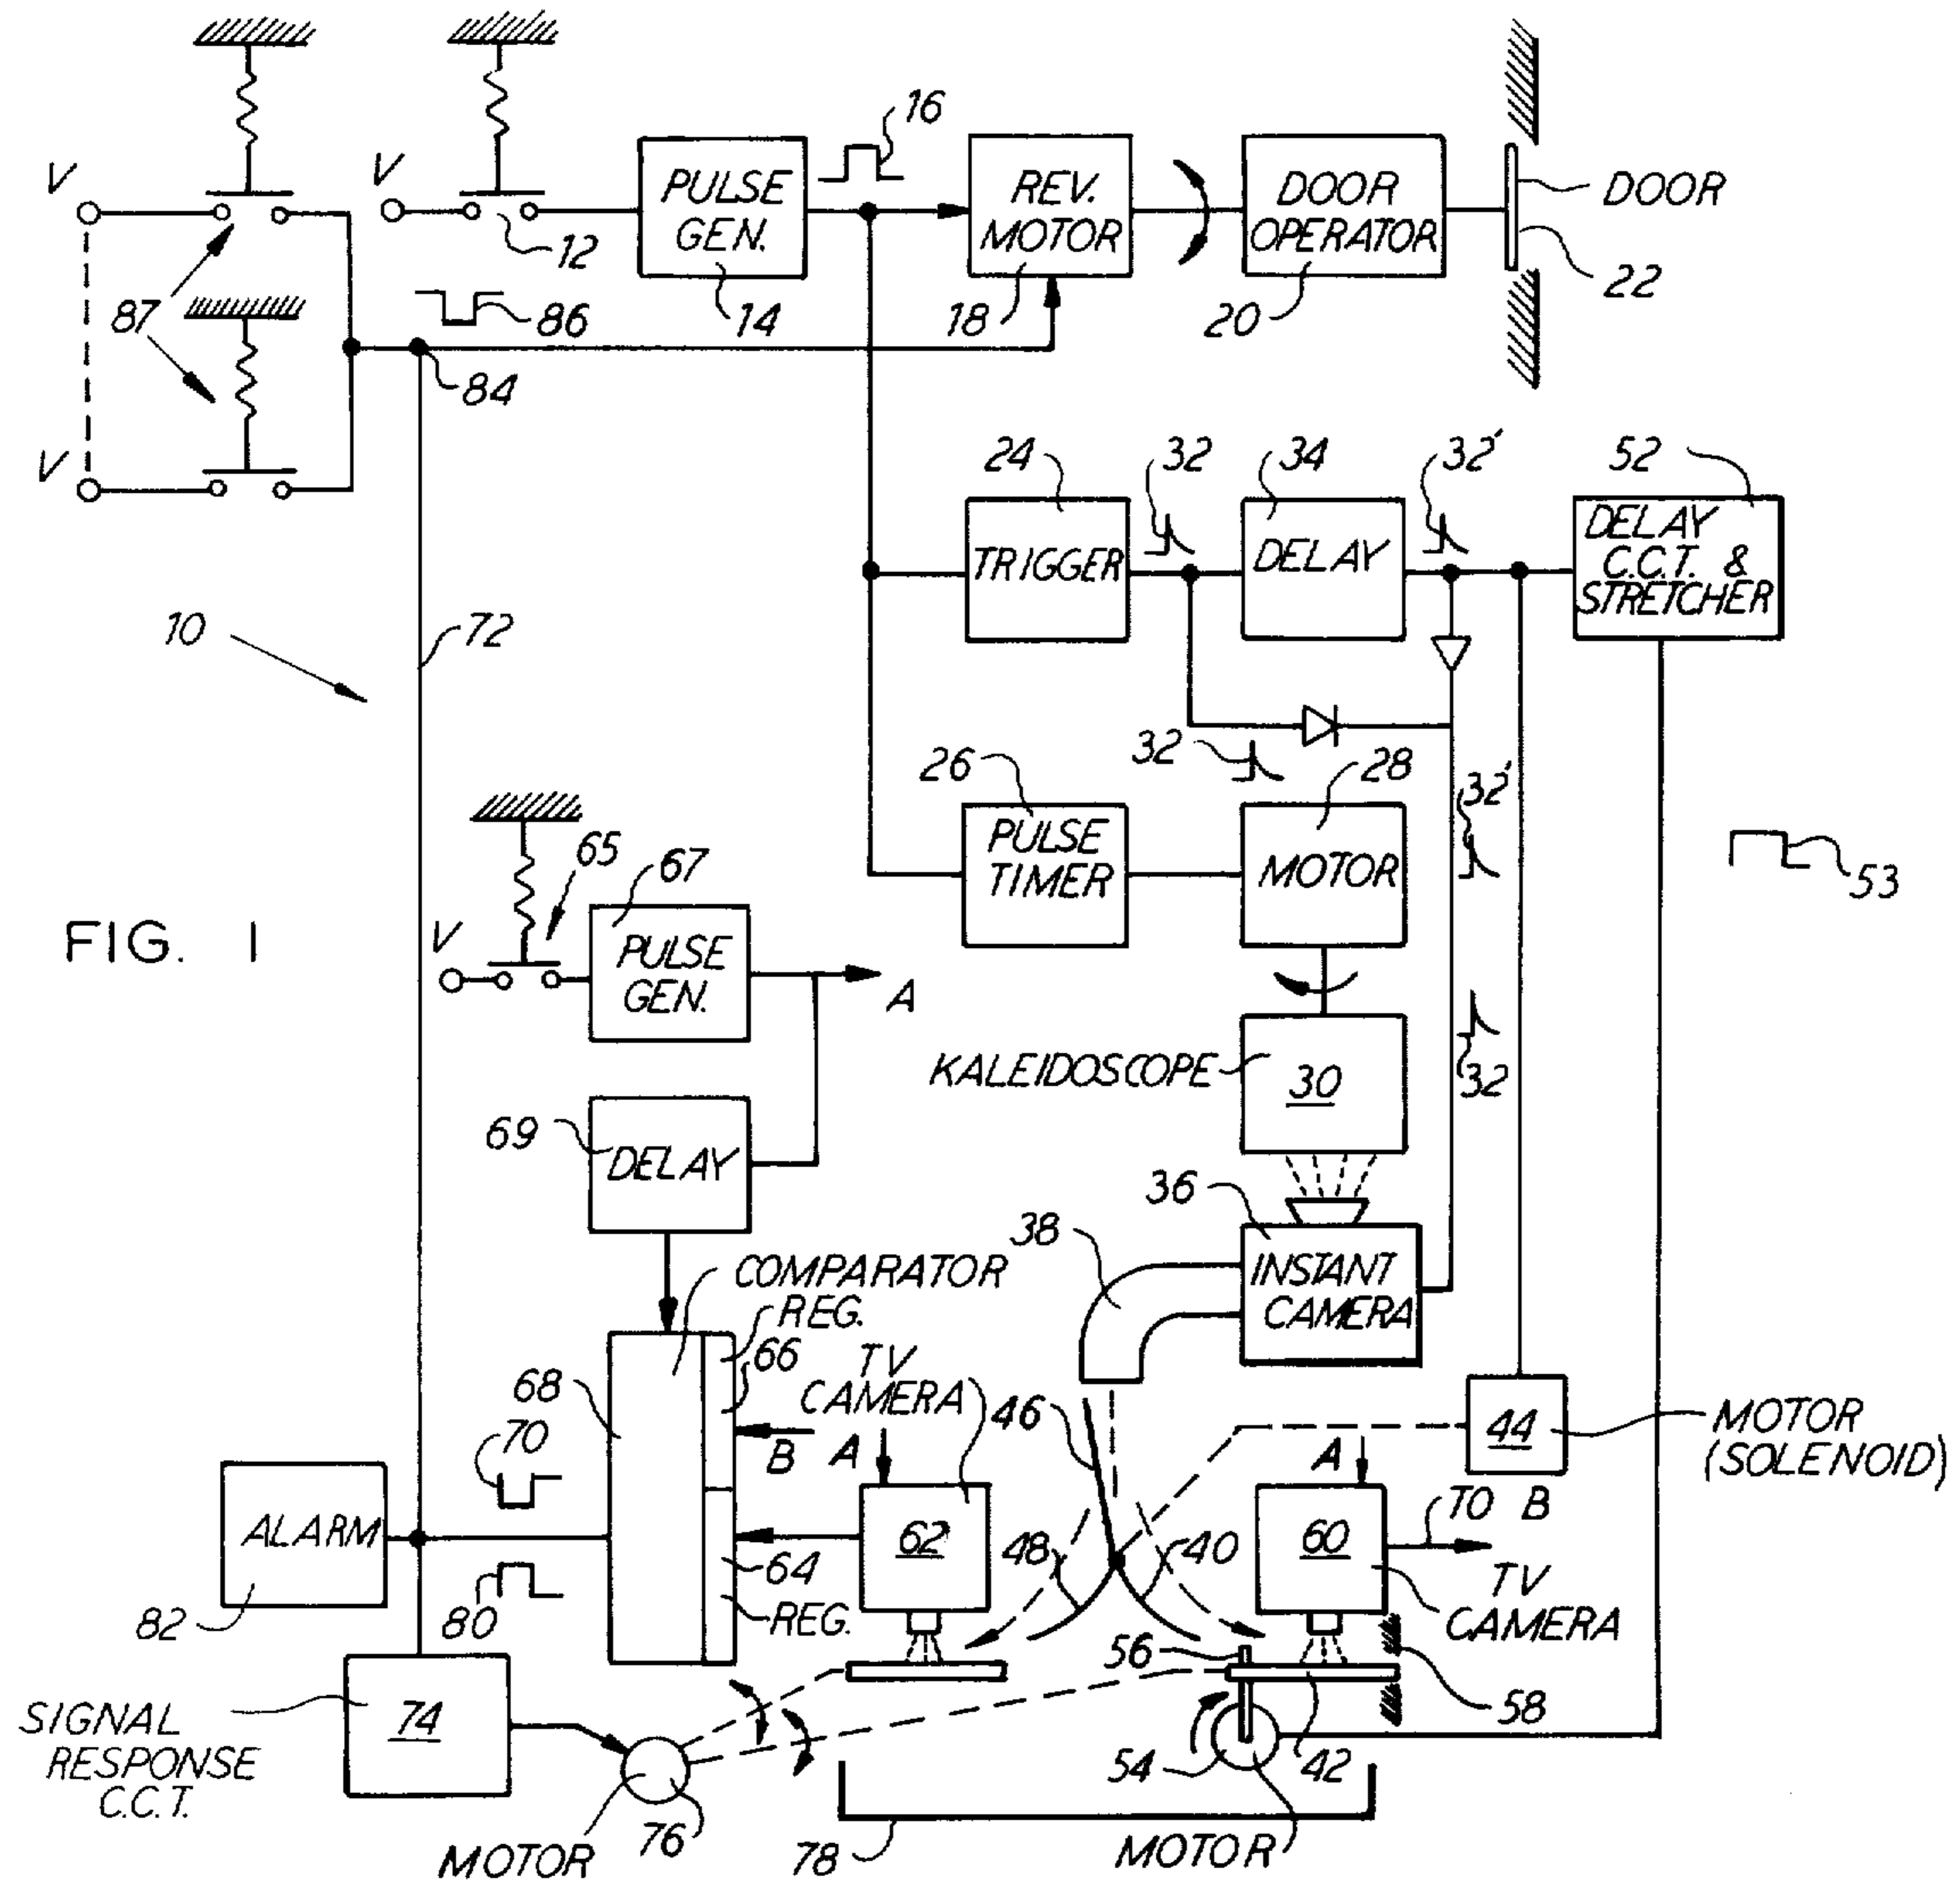 16
V
V
PULSE
GEN.
REV.
MOTOR
DOOR
OPERATOR
DOOR
12
22
87
86
14
18
20
84
V
24
32
34
32'
52
TRIGGER
DELAY
DELAY
C.C.T. &
STRETCHER
10
72
32
26
28
32'
PULSE
TIMER
MOTOR
53
65
67
FIG. 1
V
PULSE
GEN.
A
KALEIDOSCOPE
30
32
69
DELAY
36
38
INSTANT
CAMERA
COMPARATOR
REG.
66
TV
CAMERA
68
46
70
B
A
A
44
MOTOR
(SOLENOID)
ALARM
62
60
TO B
48
40
64
TV
CAMERA
82
80
REG.
56
58
SIGNAL
RESPONSE
C.C.T.
74
54
42
MOTOR
76
78
MOTOR